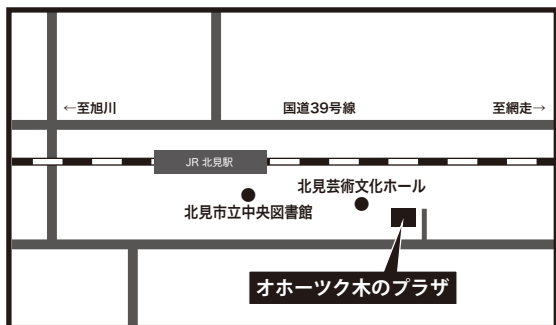 ←至旭川
国道39号線
至網走→
JR 北見駅
北見芸術文化ホール
北見市立中央図書館
オホーツク木のプラザ